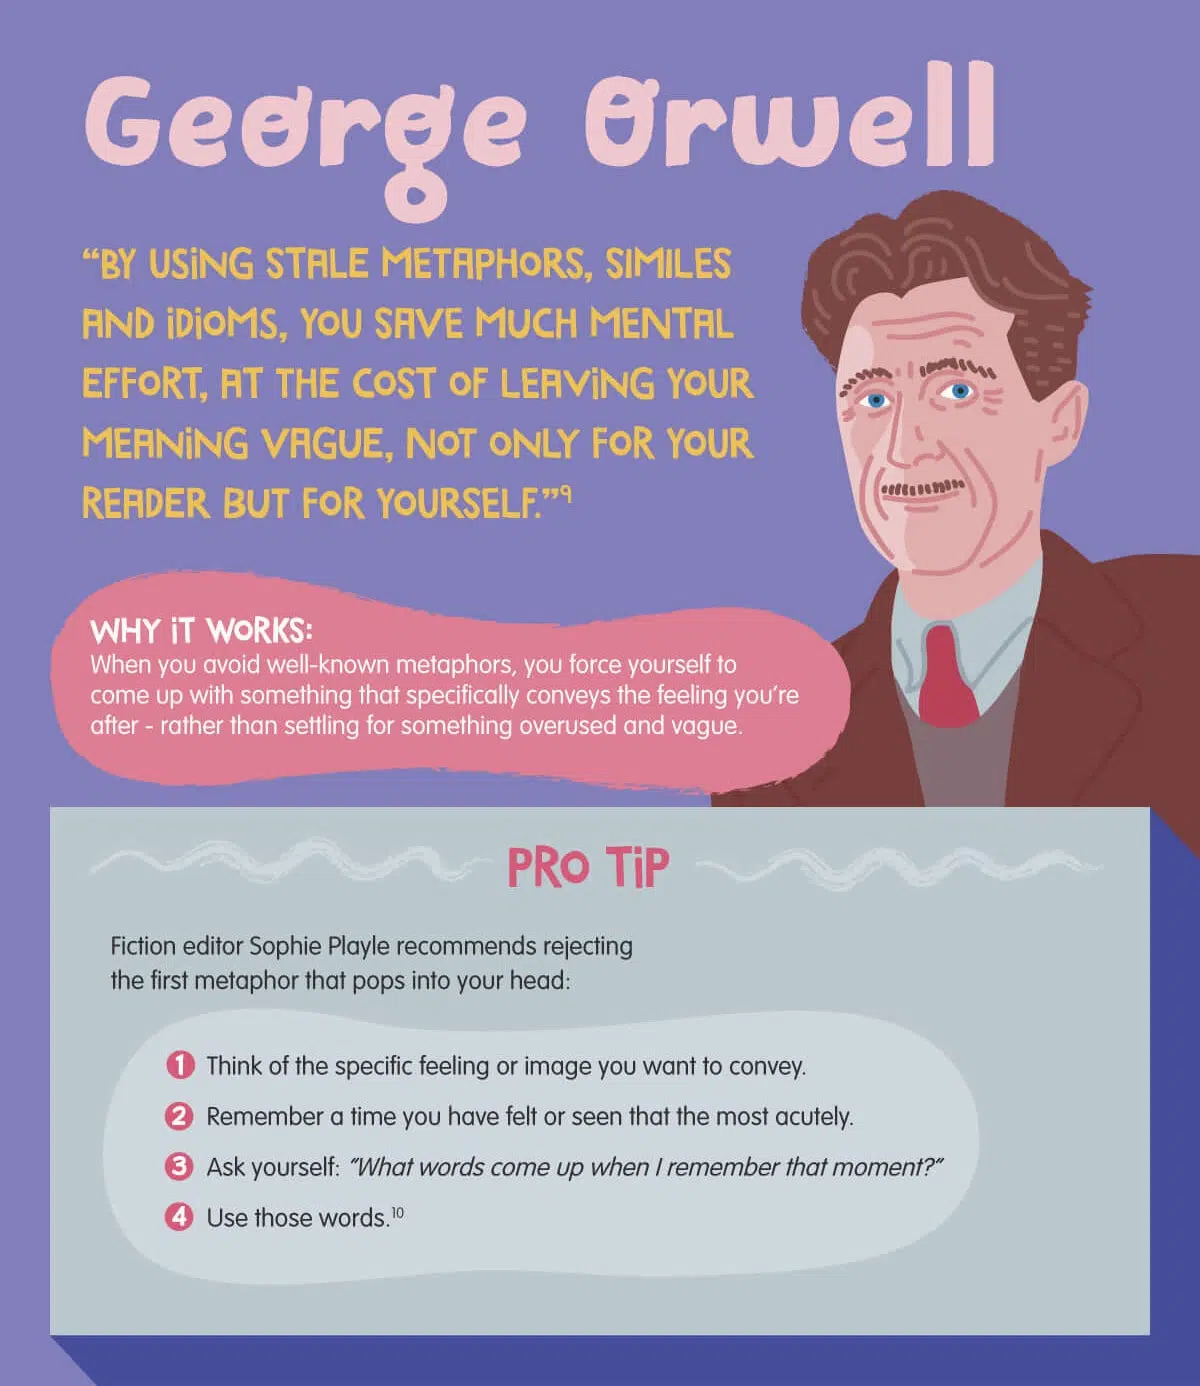 George Orwell
“BY USING STALE METAPHORS, SIMILES
AND IDIOMS, YOU SAVE MUCH MENTAL
EFFORT, AT THE COST OF LEAVING YOUR
MEANING VAGUE, NOT ONLY FOR YOUR
READER BUT FOR YOURSELF.”⁹
WHY IT WORKS:
When you avoid well-known metaphors, you force yourself to
come up with something that specifically conveys the feeling you’re
after - rather than settling for something overused and vague.
PRO TIP
Fiction editor Sophie Playle recommends rejecting
the first metaphor that pops into your head:
1 Think of the specific feeling or image you want to convey.
2 Remember a time you have felt or seen that the most acutely.
3 Ask yourself: “What words come up when I remember that moment?”
4 Use those words.¹⁰